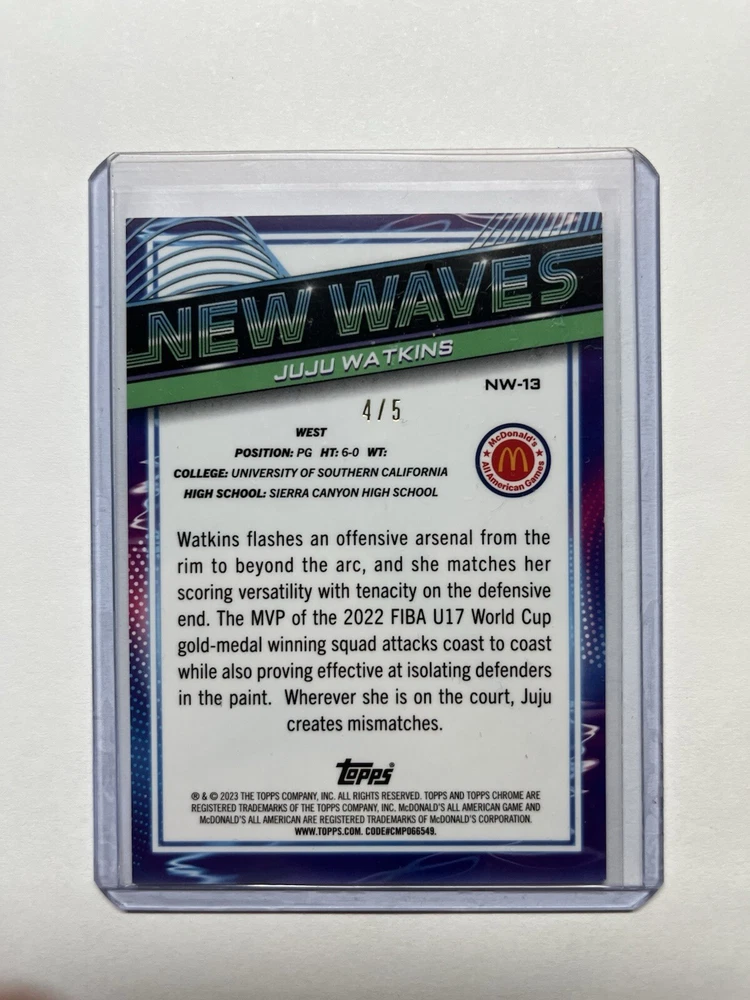 NEW WAVES
JUJU WATKINS
NW-13
4/5
WEST
POSITION: PG HT: 6-0 WT:
COLLEGE: UNIVERSITY OF SOUTHERN CALIFORNIA
HIGH SCHOOL: SIERRA CANYON HIGH SCHOOL
McDonald's
All American Games
Watkins flashes an offensive arsenal from the
rim to beyond the arc, and she matches her
scoring versatility with tenacity on the defensive
end. The MVP of the 2022 FIBA U17 World Cup
gold-medal winning squad attacks coast to coast
while also proving effective at isolating defenders
in the paint. Wherever she is on the court, Juju
creates mismatches.
Topps
® & © 2023 THE TOPPS COMPANY, INC. ALL RIGHTS RESERVED. TOPPS AND TOPPS CHROME ARE
REGISTERED TRADEMARKS OF THE TOPPS COMPANY, INC. McDONALD'S ALL AMERICAN GAME AND
McDONALD'S ALL AMERICAN ARE REGISTERED TRADEMARKS OF McDONALD'S CORPORATION.
WWW.TOPPS.COM. CODE#CMP066549.